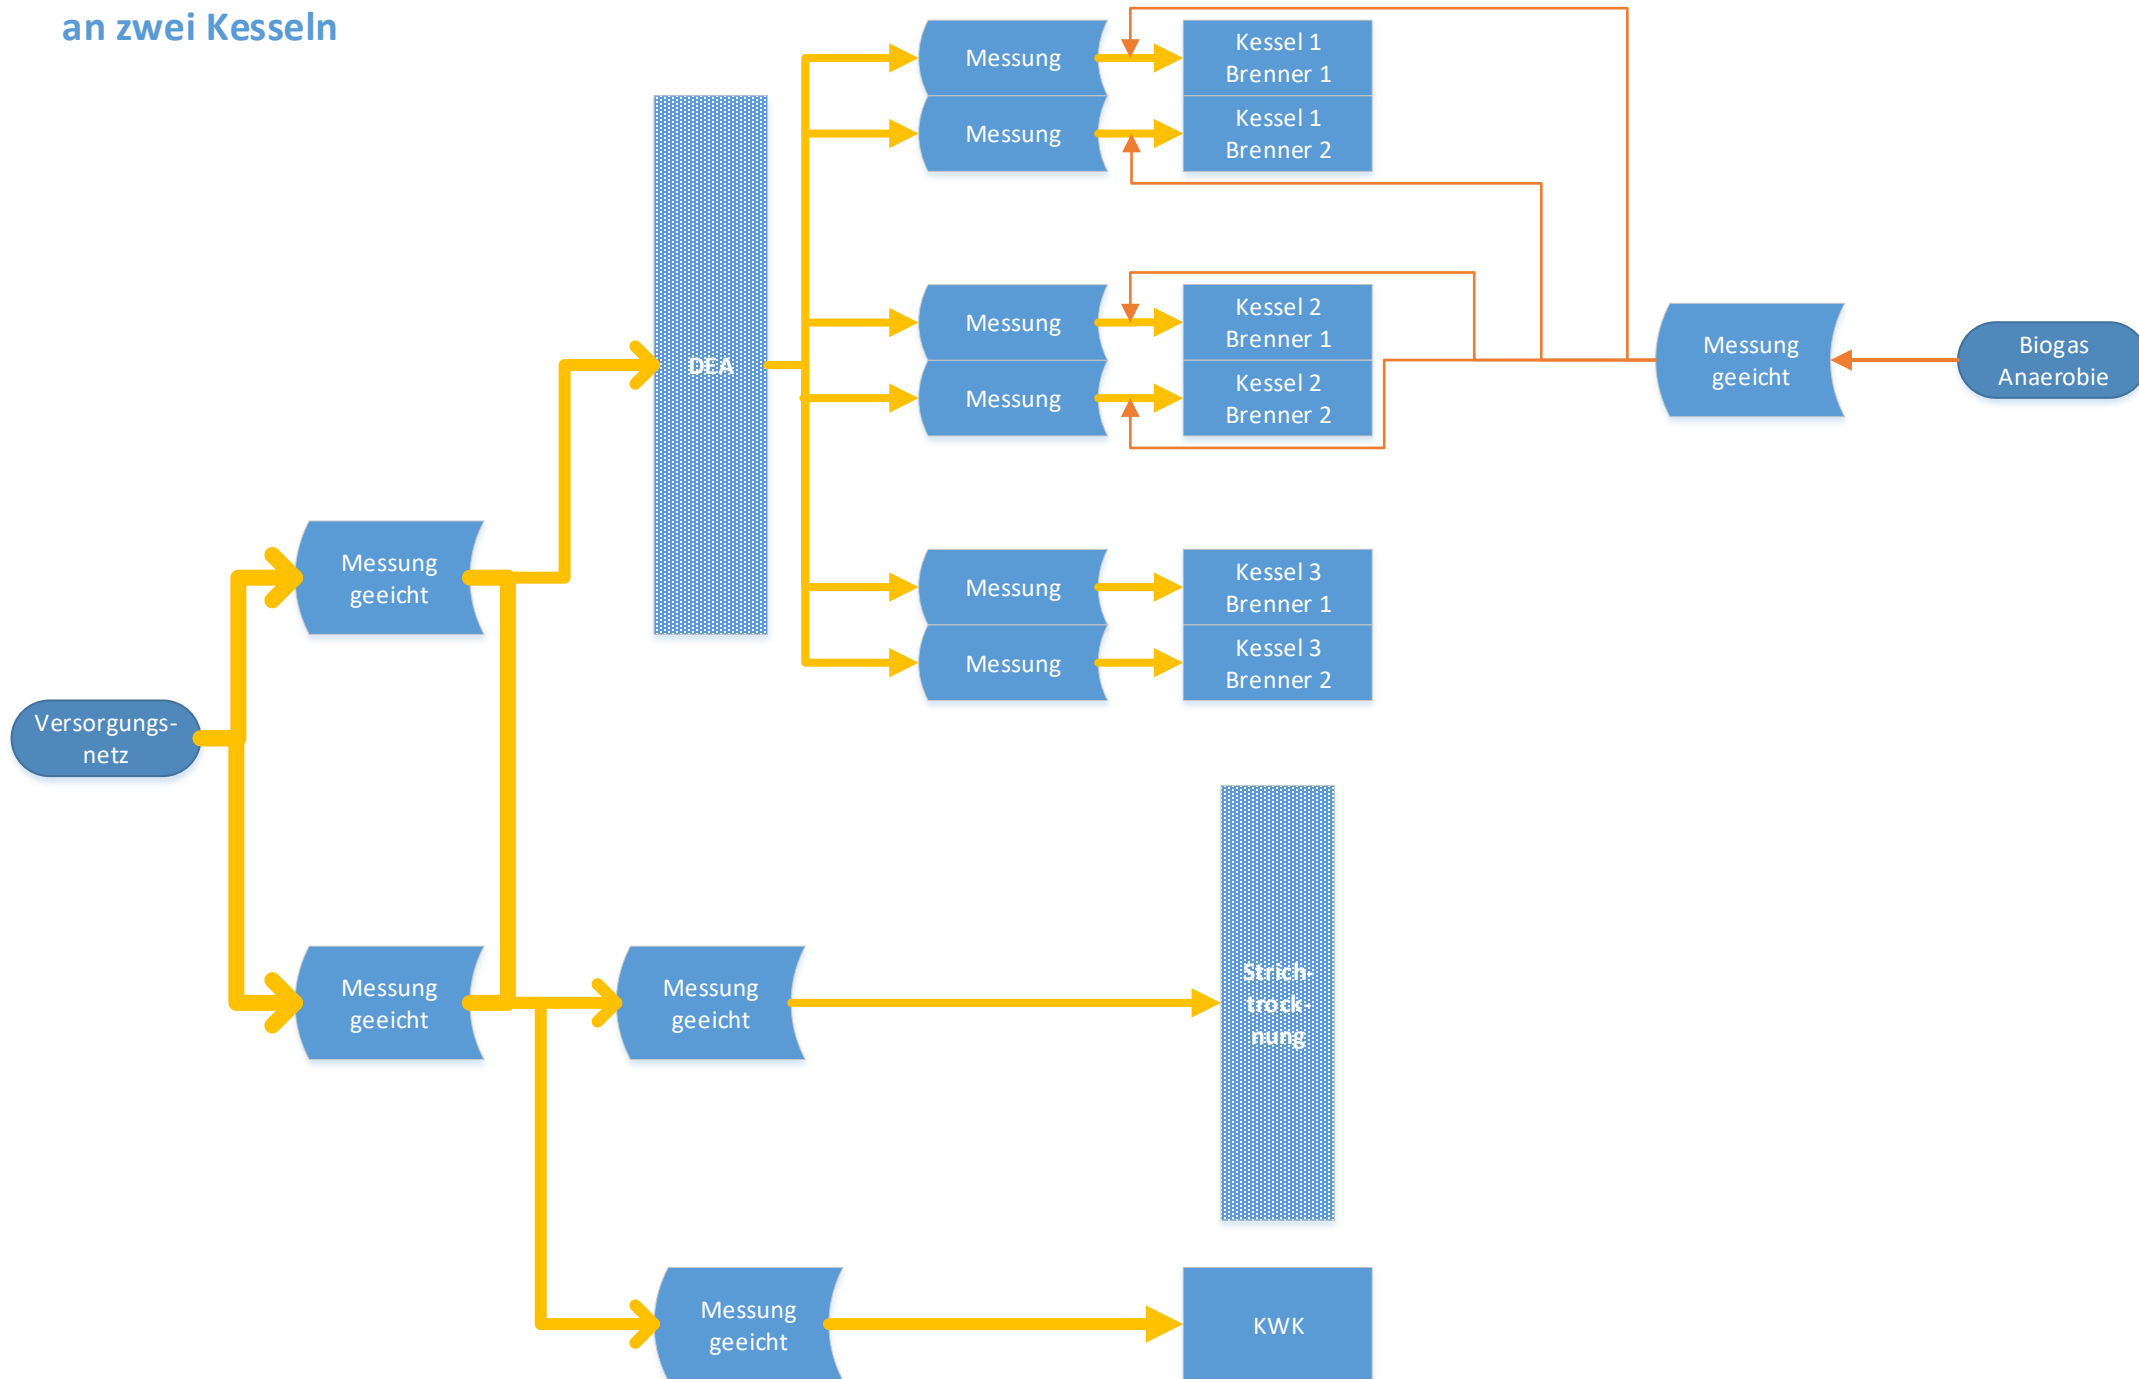 an zwei Kesseln
Messung
Kessel 1
Brenner 1
Messung
Kessel 1
Brenner 2
DEA
Messung
Kessel 2
Brenner 1
Messung
Kessel 2
Brenner 2
Messung
geeicht
Biogas
Anaerobie
Messung
geeicht
Messung
Kessel 3
Brenner 1
Messung
Kessel 3
Brenner 2
Versorgungs-
netz
Messung
geeicht
Messung
geeicht
Strich-
trock-
nung
Messung
geeicht
KWK